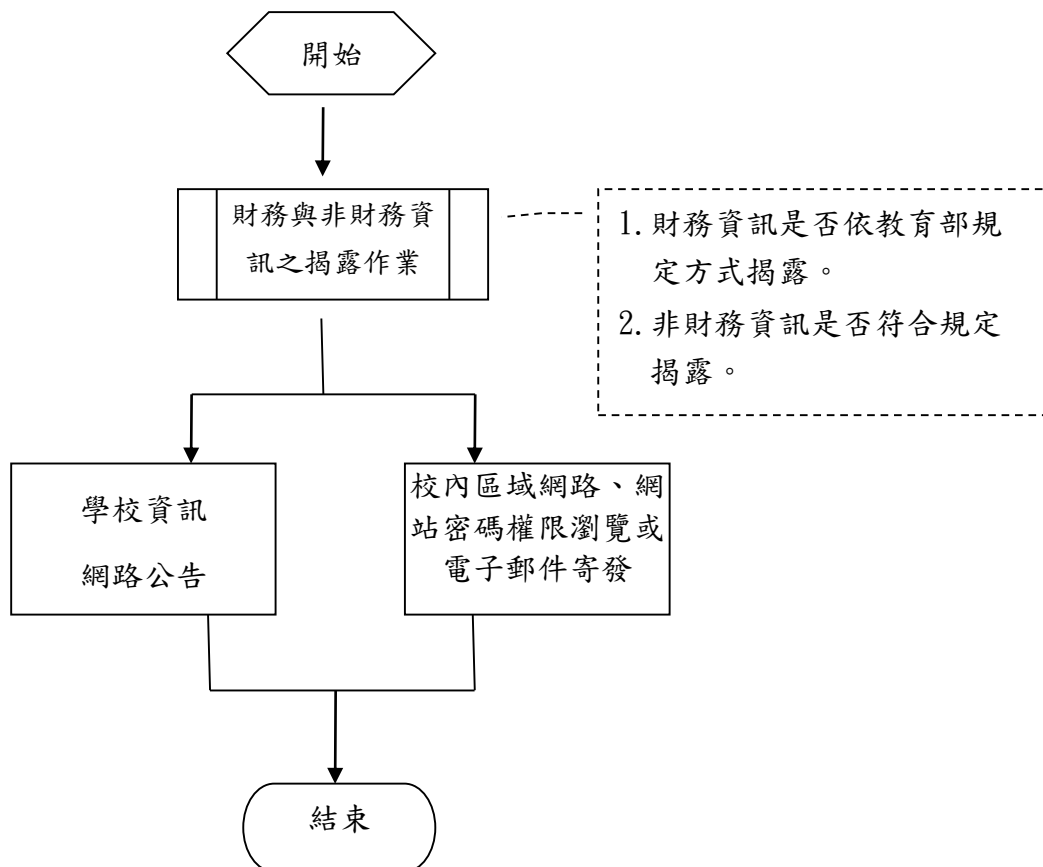 開始
財務與非財務資
訊之揭露作業
1. 財務資訊是否依教育部規
定方式揭露。
2. 非財務資訊是否符合規定
揭露。
學校資訊
網路公告
校內區域網路、網
站密碼權限瀏覽或
電子郵件寄發
結束